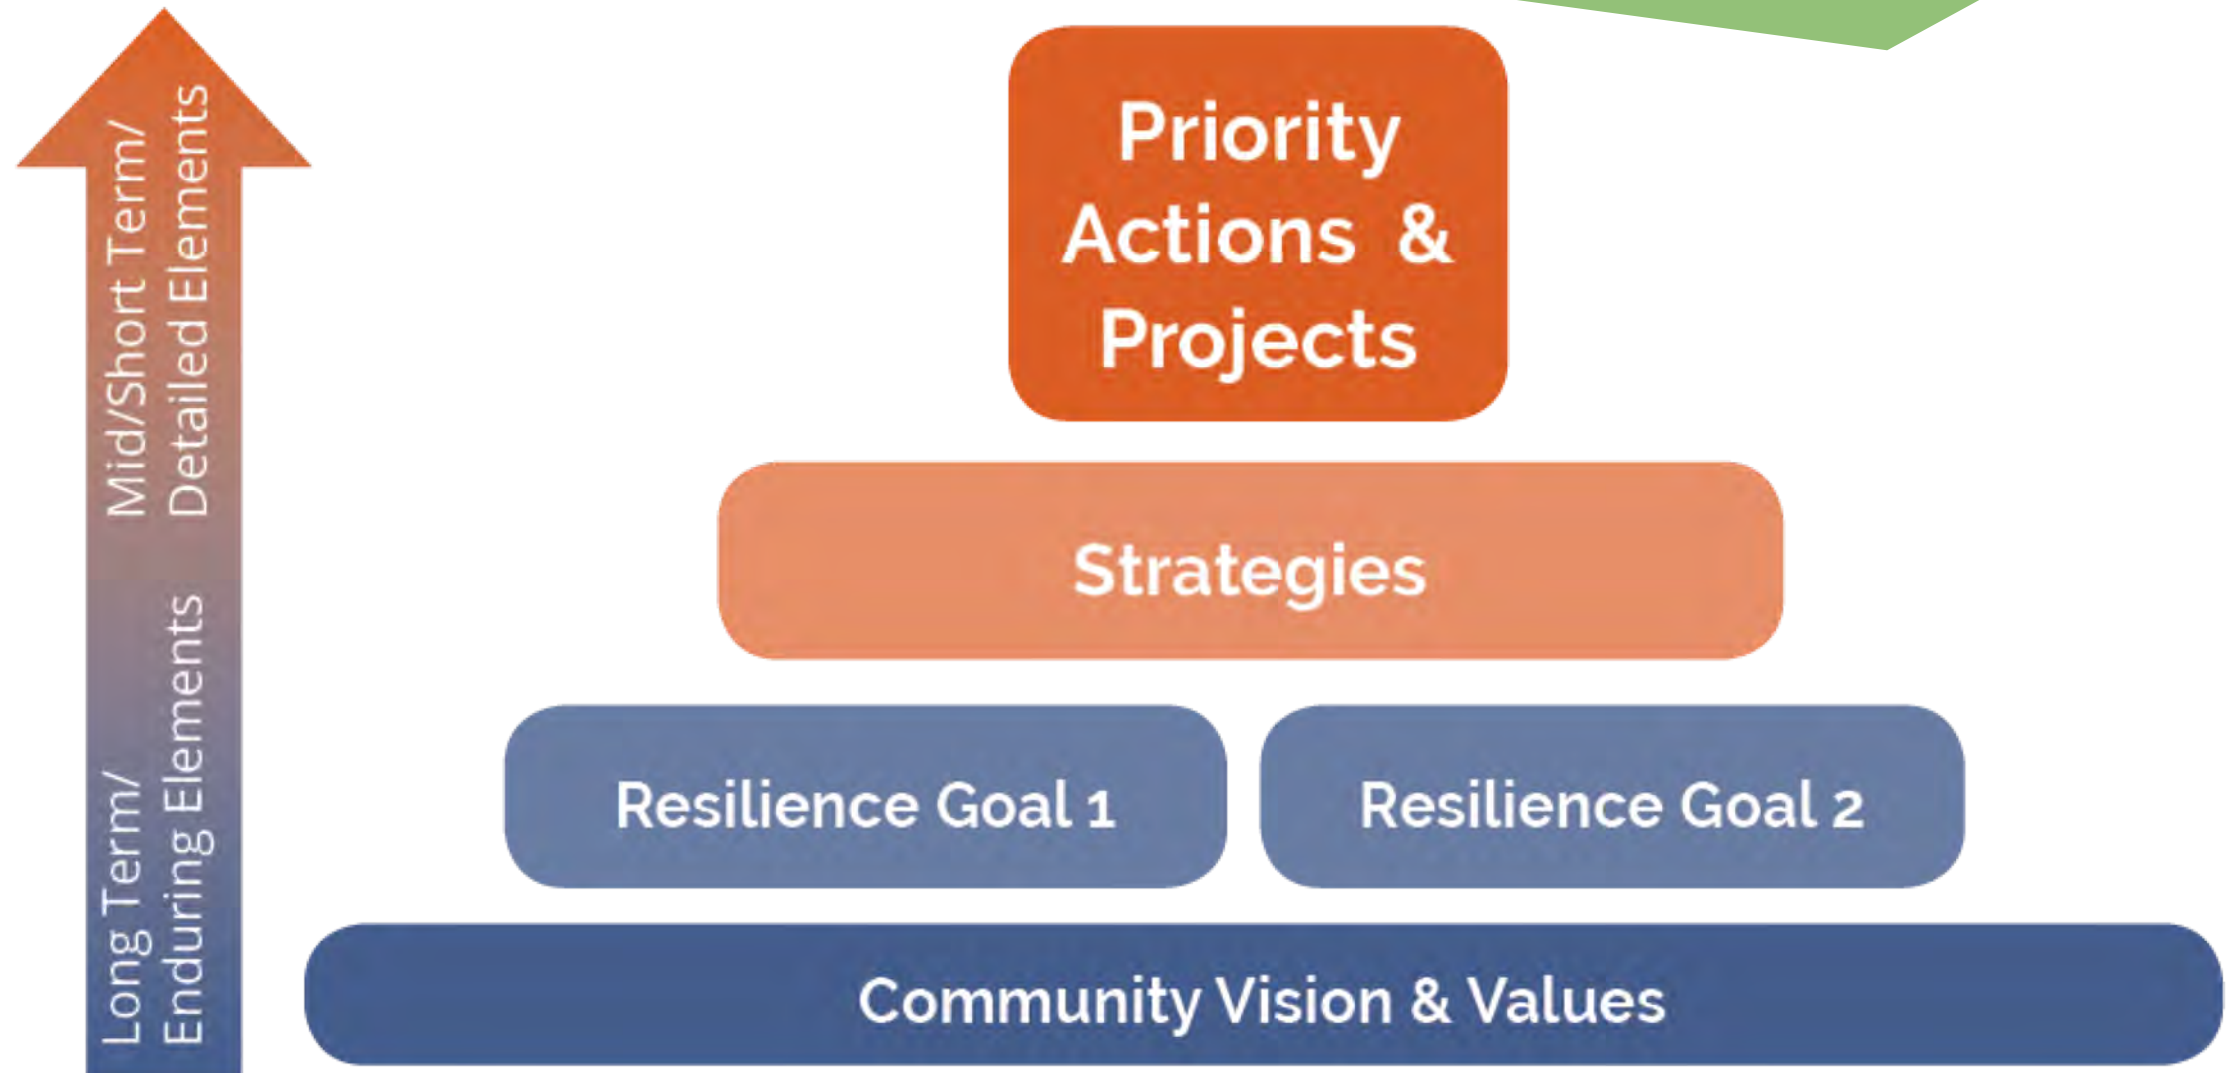 Mid/Short Term/
Detailed Elements
Long Term/
Enduring Elements
Priority
Actions &
Projects
Strategies
Resilience Goal 1
Resilience Goal 2
Community Vision & Values